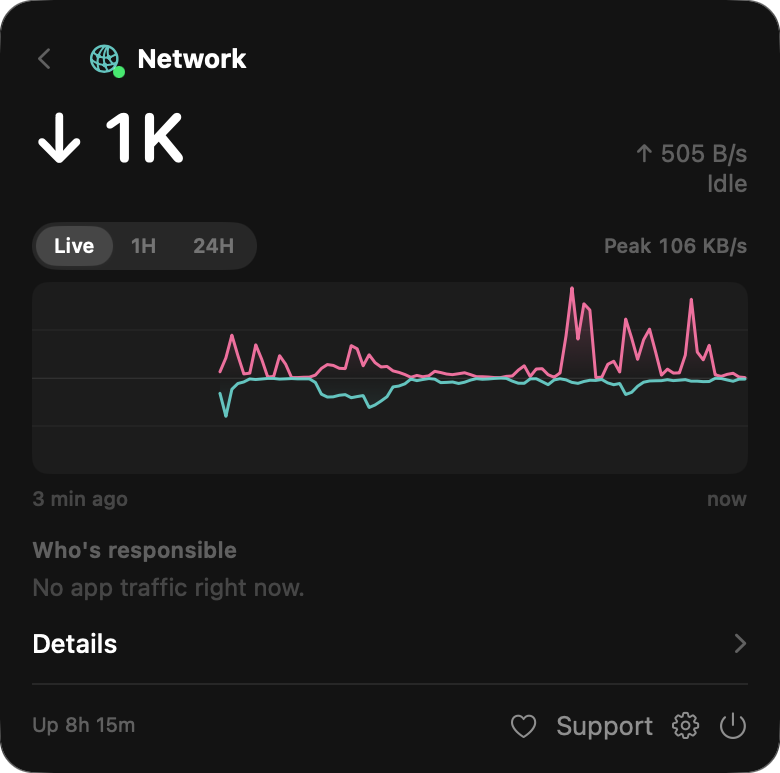 Network
↓ 1K
↑ 505 B/s
Idle
Live 1H 24H
Peak 106 KB/s
3 min ago
now
Who's responsible
No app traffic right now.
Details
Up 8h 15m
Support